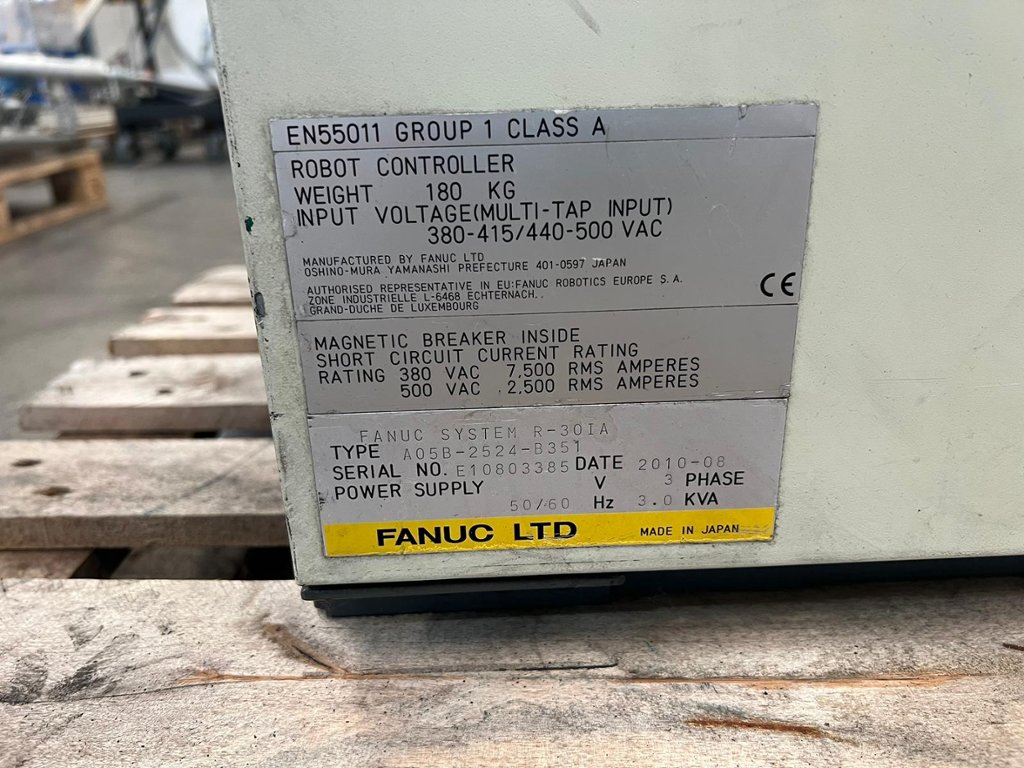 EN55011 GROUP 1 CLASS A
ROBOT CONTROLLER
WEIGHT 180 KG
INPUT VOLTAGE(MULTI-TAP INPUT)
380-415/440-500 VAC
MANUFACTURED BY FANUC LTD
OSHINO-MURA YAMANASHI PREFECTURE 401-0597 JAPAN
AUTHORISED REPRESENTATIVE IN EU:FANUC ROBOTICS EUROPE S.A.
ZONE INDUSTRIELLE L-6468 ECHTERNACH..
GRAND-DUCHE DE LUXEMBOURG
CE
MAGNETIC BREAKER INSIDE
SHORT CIRCUIT CURRENT RATING
RATING 380 VAC 7,500 RMS AMPERES
500 VAC 2,500 RMS AMPERES
FANUC SYSTEM R-30IA
TYPE A05B-2524-B351
SERIAL NO. E10803385 DATE 2010-08
POWER SUPPLY V 3 PHASE
50/60 Hz 3.0 KVA
FANUC LTD MADE IN JAPAN